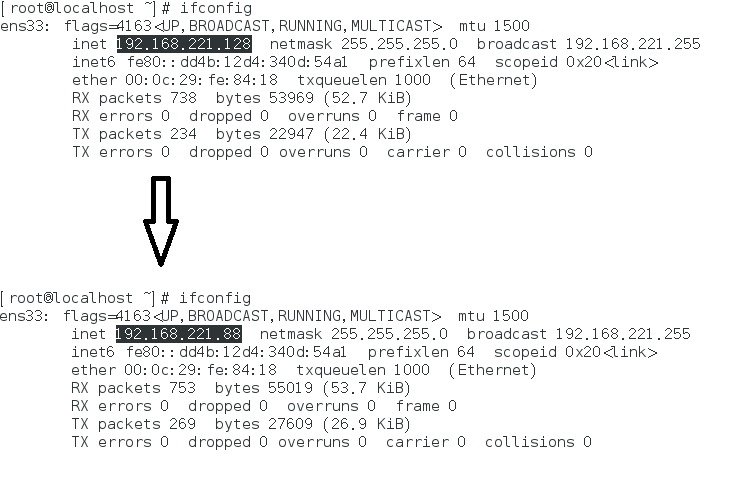 [root@localhost ~]# ifconfig
ens33: flags=4163<UP,BROADCAST,RUNNING,MULTICAST>  mtu 1500
        inet 192.168.221.128  netmask 255.255.255.0  broadcast 192.168.221.255
        inet6 fe80::dd4b:12d4:340d:54a1  prefixlen 64  scopeid 0x20<link>
        ether 00:0c:29:fe:84:18  txqueuelen 1000  (Ethernet)
        RX packets 738  bytes 53969 (52.7 KiB)
        RX errors 0  dropped 0  overruns 0  frame 0
        TX packets 234  bytes 22947 (22.4 KiB)
        TX errors 0  dropped 0 overruns 0  carrier 0  collisions 0
[root@localhost ~]# ifconfig
ens33: flags=4163<UP,BROADCAST,RUNNING,MULTICAST>  mtu 1500
        inet 192.168.221.88  netmask 255.255.255.0  broadcast 192.168.221.255
        inet6 fe80::dd4b:12d4:340d:54a1  prefixlen 64  scopeid 0x20<link>
        ether 00:0c:29:fe:84:18  txqueuelen 1000  (Ethernet)
        RX packets 753  bytes 55019 (53.7 KiB)
        RX errors 0  dropped 0  overruns 0  frame 0
        TX packets 269  bytes 27609 (26.9 KiB)
        TX errors 0  dropped 0 overruns 0  carrier 0  collisions 0